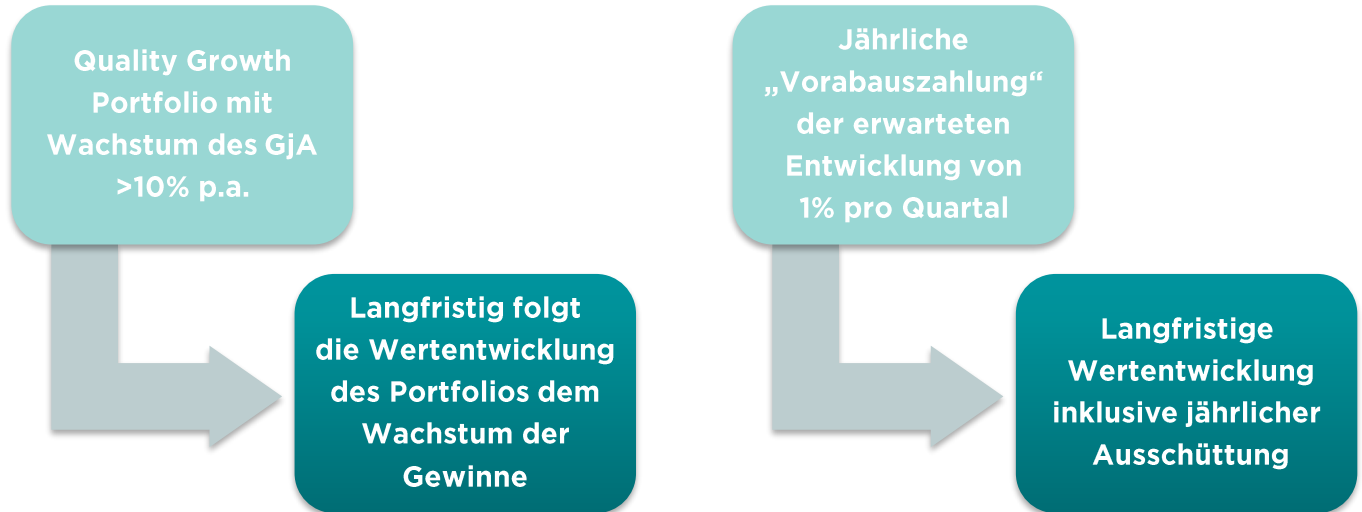 Quality Growth
Portfolio mit
Wachstum des GjA
>10% p.a.
Langfristig folgt
die Wertentwicklung
des Portfolios dem
Wachstum der
Gewinne
Jährliche
„Vorabauszahlung“
der erwarteten
Entwicklung von
1% pro Quartal
Langfristige
Wertentwicklung
inklusive jährlicher
Ausschüttung